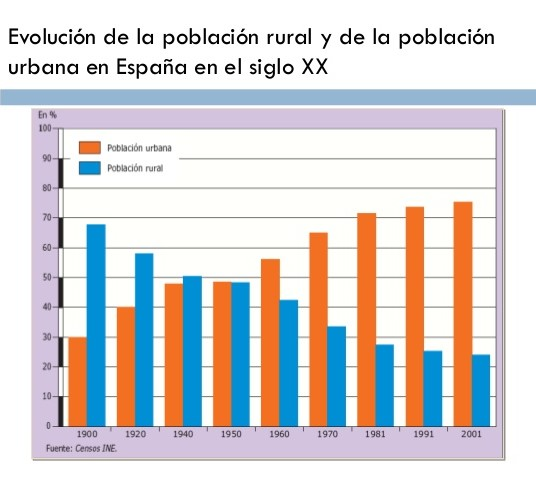 Evolución de la población rural y de la población
urbana en España en el siglo XX
En %
100
Población urbana
90
Población rural
80
70
60
50
40
30
20
10
0
1900 1920 1940 1950 1960 1970 1981 1991 2001
Fuente: Censos INE.